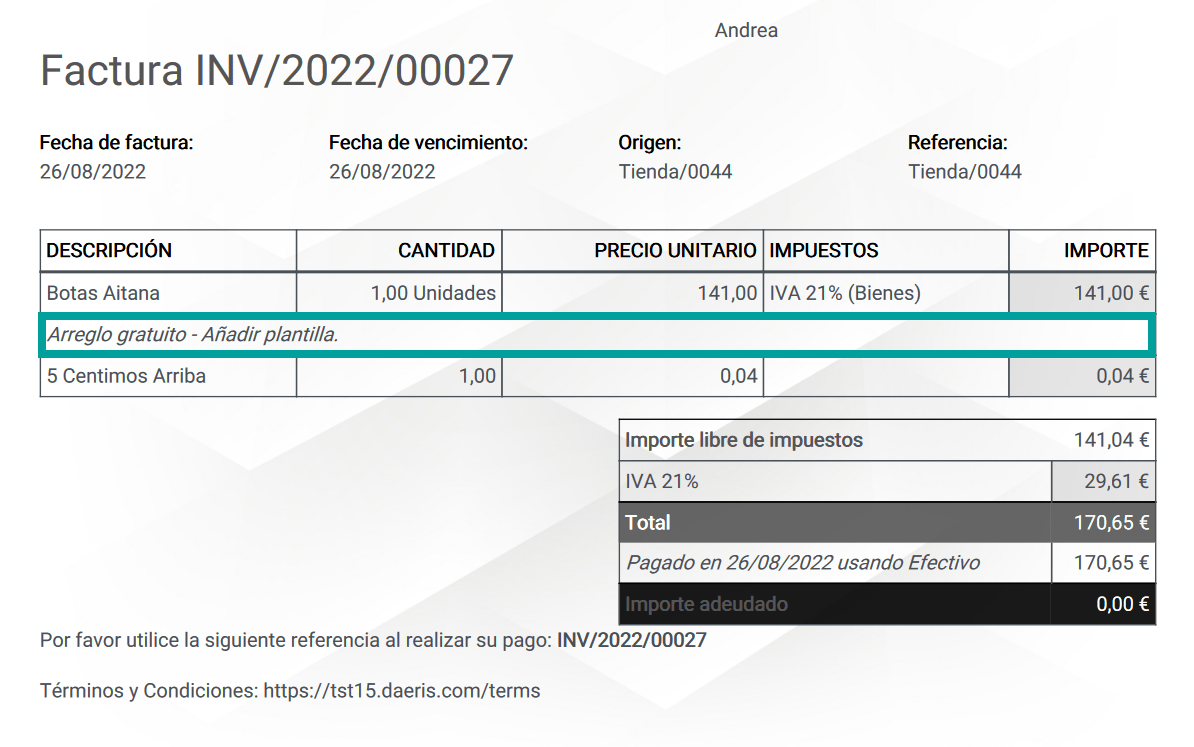 Andrea
Factura INV/2022/00027
Fecha de factura: Fecha de vencimiento: Origen: Referencia:
26/08/2022 26/08/2022 Tienda/0044 Tienda/0044
DESCRIPCIÓN CANTIDAD PRECIO UNITARIO IMPUESTOS IMPORTE
Botas Aitana 1,00 Unidades 141,00 IVA 21% (Bienes) 141,00 €
Arreglo gratuito - Añadir plantilla.
5 Centimos Arriba 1,00 0,04 0,04 €
Importe libre de impuestos 141,04 €
IVA 21% 29,61 €
Total 170,65 €
Pagado en 26/08/2022 usando Efectivo 170,65 €
Importe adeudado 0,00 €
Por favor utilice la siguiente referencia al realizar su pago: INV/2022/00027
Términos y Condiciones: https://tst15.daeris.com/terms